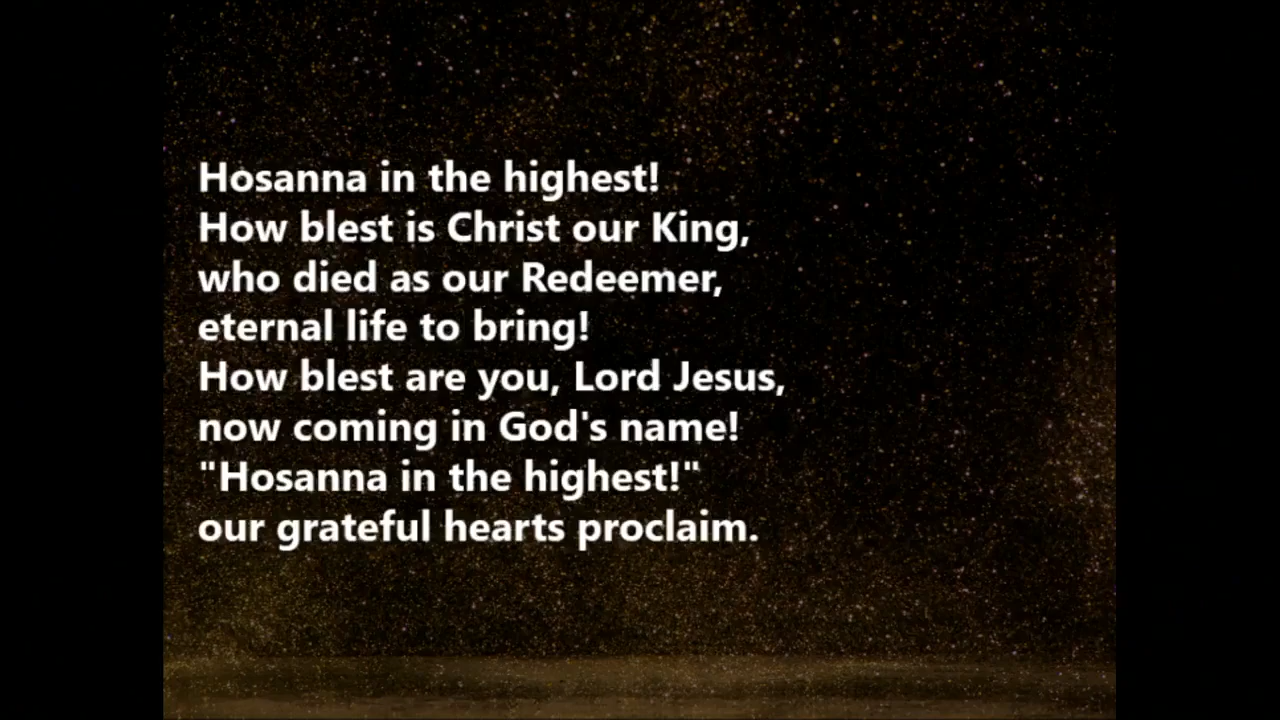 Hosanna in the highest!
How blest is Christ our King,
who died as our Redeemer,
eternal life to bring!
How blest are you, Lord Jesus,
now coming in God's name!
"Hosanna in the highest!"
our grateful hearts proclaim.